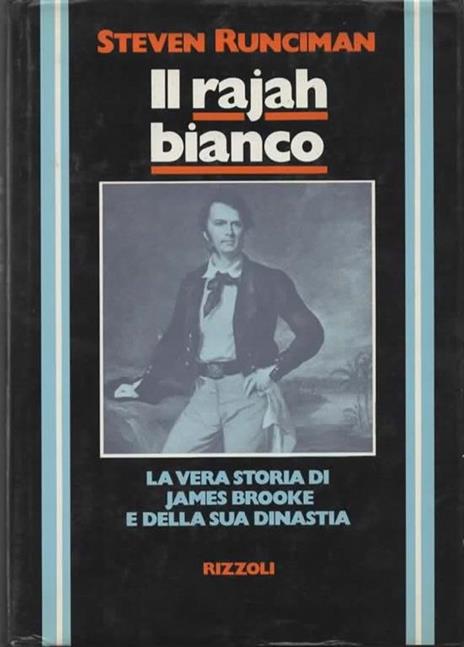 STEVEN RUNCIMAN
Il rajah
bianco
LA VERA STORIA DI
JAMES BROOKE
E DELLA SUA DINASTIA
RIZZOLI